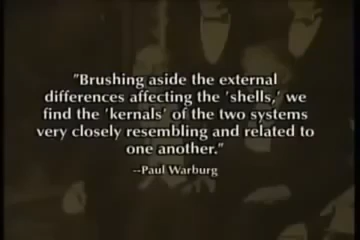 "Brushing aside the external
differences affecting the 'shells,' we
find the 'kernals' of the two systems
very closely resembling and related to
one another."
--Paul Warburg